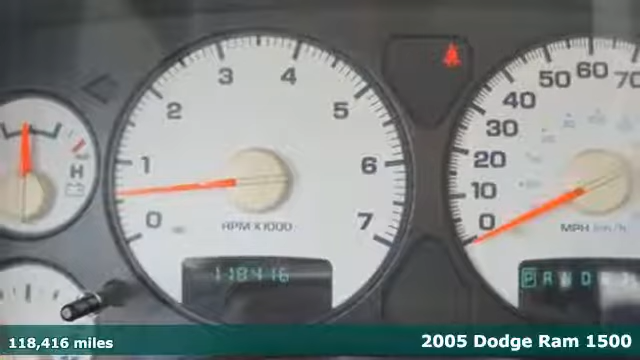 3 4
2 5
1 6
0 7
RPM X1000
118416
H
50 60 70
40
30
20
10
0
MPH km/h
P R N D
118,416 miles
2005 Dodge Ram 1500